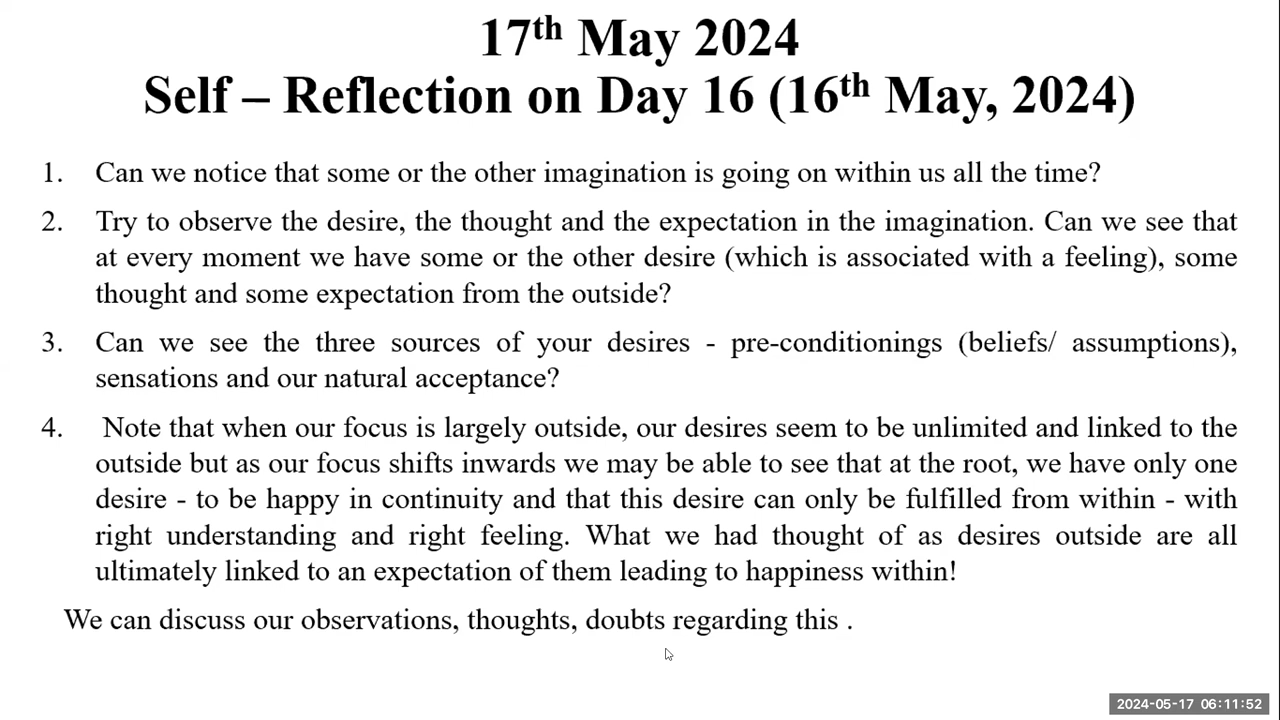 17th May 2024
Self – Reflection on Day 16 (16th May, 2024)
1. Can we notice that some or the other imagination is going on within us all the time?
2. Try to observe the desire, the thought and the expectation in the imagination. Can we see that
at every moment we have some or the other desire (which is associated with a feeling), some
thought and some expectation from the outside?
3. Can we see the three sources of your desires - pre-conditionings (beliefs/ assumptions),
sensations and our natural acceptance?
4. Note that when our focus is largely outside, our desires seem to be unlimited and linked to the
outside but as our focus shifts inwards we may be able to see that at the root, we have only one
desire - to be happy in continuity and that this desire can only be fulfilled from within - with
right understanding and right feeling. What we had thought of as desires outside are all
ultimately linked to an expectation of them leading to happiness within!
We can discuss our observations, thoughts, doubts regarding this .
2024-05-17 06:11:52